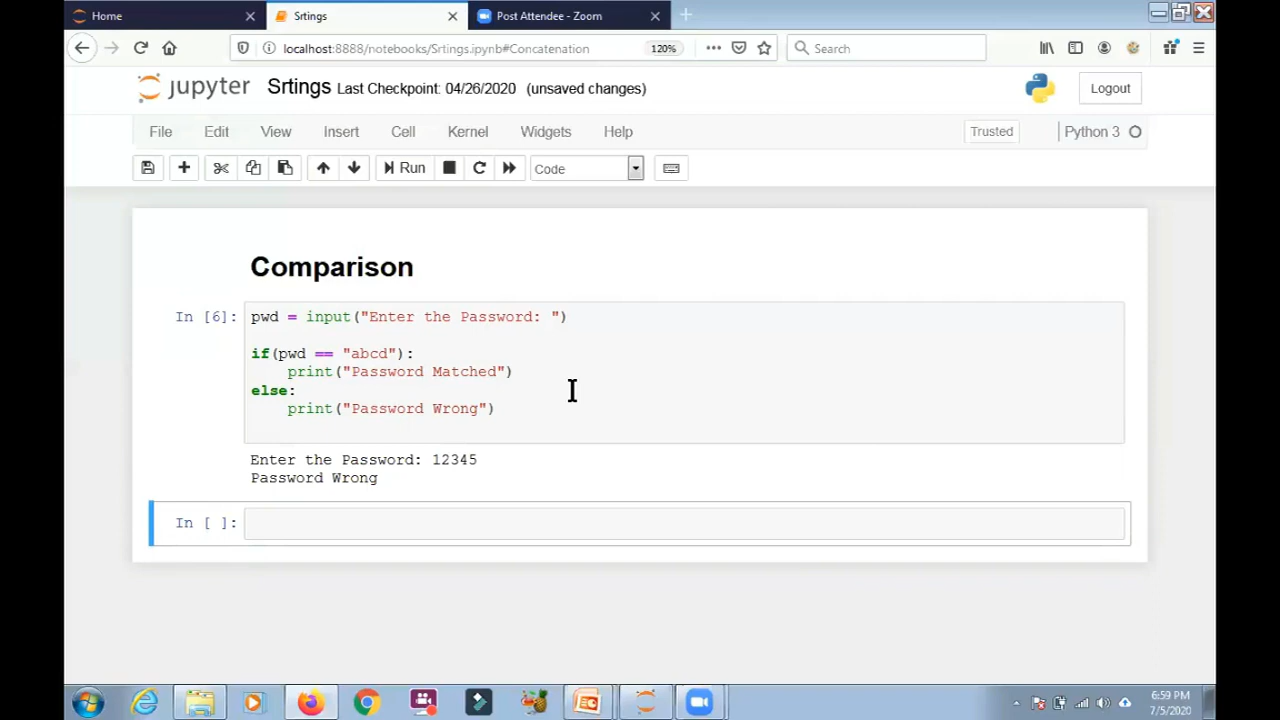 Home
Srtings
Post Attendee - Zoom
localhost:8888/notebooks/Srtings.ipynb#Concatenation
120%
Search
jupyter Srtings Last Checkpoint: 04/26/2020 (unsaved changes)
Logout
File Edit View Insert Cell Kernel Widgets Help
Trusted
Python 3
Run
Code
Comparison
In [6]: pwd = input("Enter the Password: ")
if(pwd == "abcd"):
print("Password Matched")
else:
print("Password Wrong")
Enter the Password: 12345
Password Wrong
In [ ]:
6:59 PM
7/5/2020